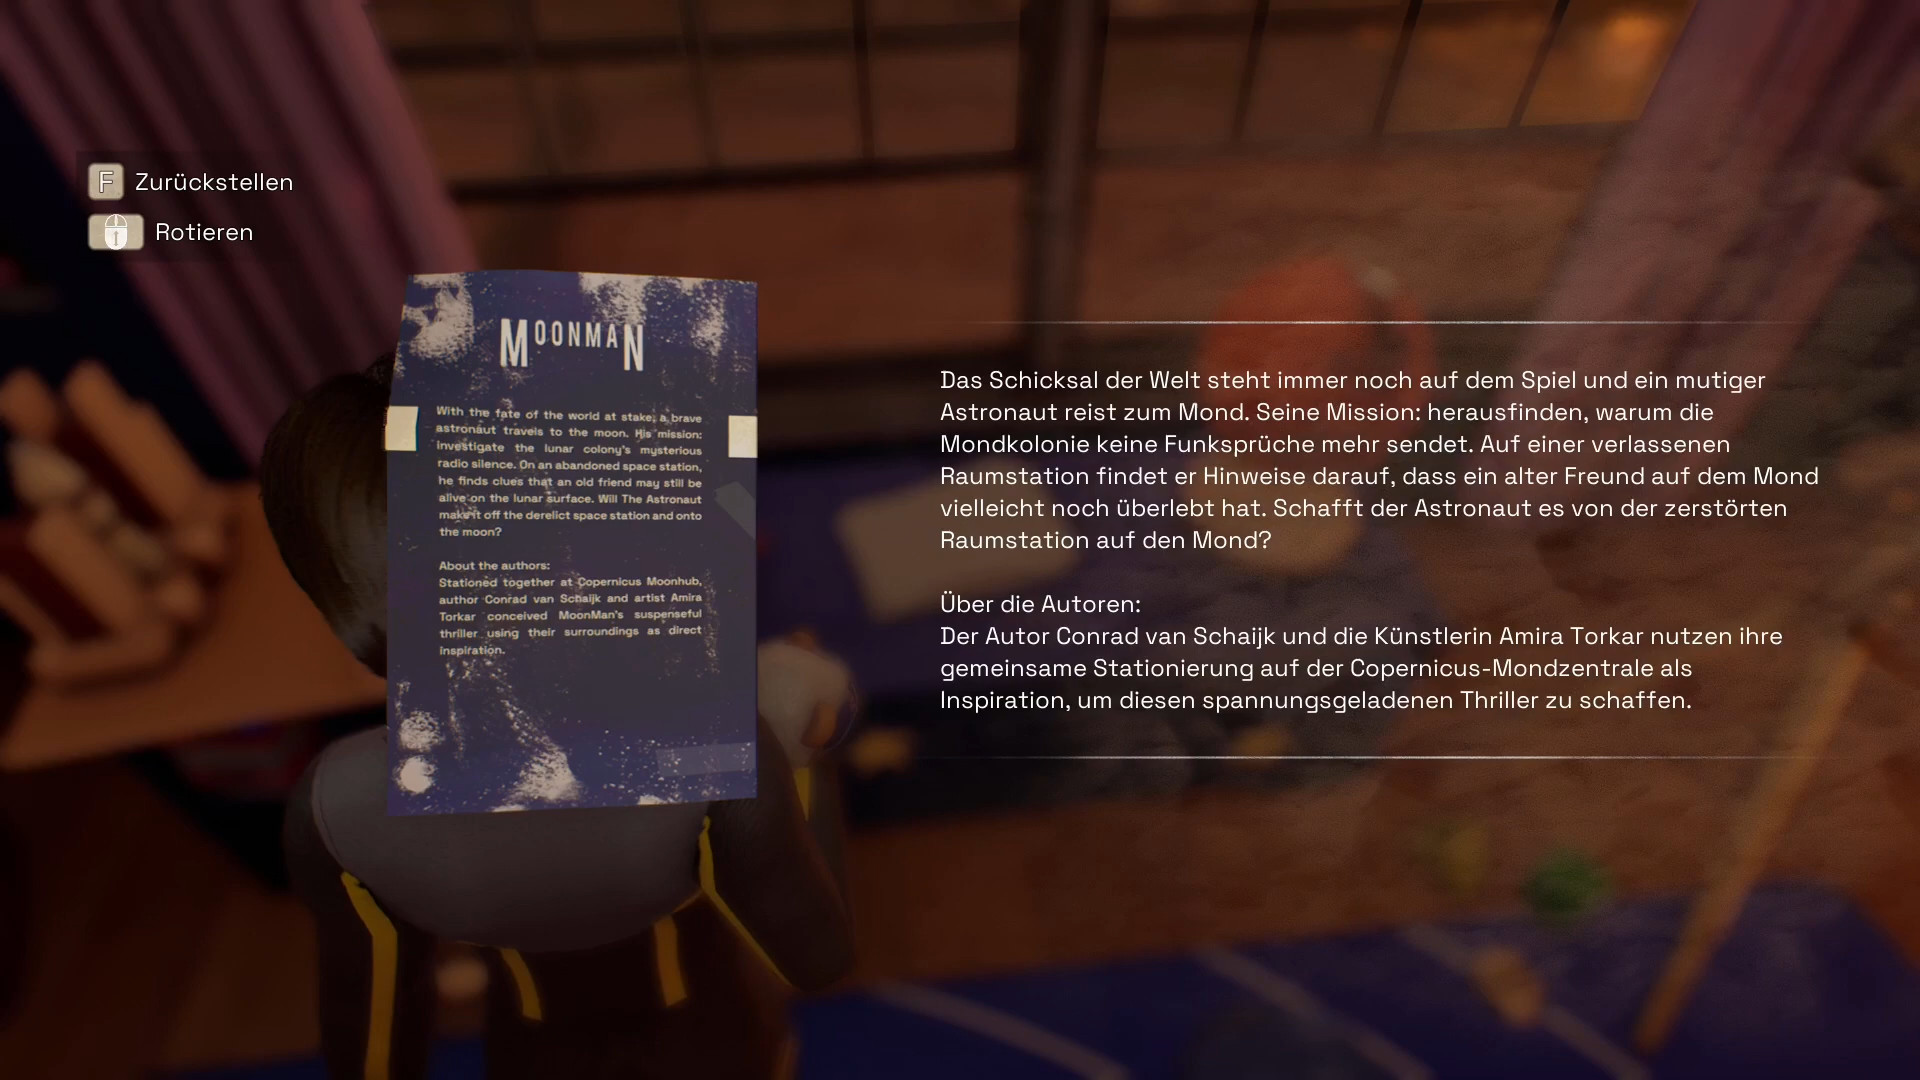 F Zurückstellen
Rotieren
MOONMAN
With the fate of the world at stake, a brave
astronaut travels to the moon. His mission:
investigate the lunar colony's mysterious
radio silence. On an abandoned space station,
he finds clues that an old friend may still be
alive on the lunar surface. Will The Astronaut
make it off the derelict space station and onto
the moon?
About the authors:
Stationed together at Copernicus Moonhub,
author Conrad van Schaijk and artist Amira
Torkar conceived MoonMan's suspenseful
thriller using their surroundings as direct
inspiration.
Das Schicksal der Welt steht immer noch auf dem Spiel und ein mutiger
Astronaut reist zum Mond. Seine Mission: herausfinden, warum die
Mondkolonie keine Funksprüche mehr sendet. Auf einer verlassenen
Raumstation findet er Hinweise darauf, dass ein alter Freund auf dem Mond
vielleicht noch überlebt hat. Schafft der Astronaut es von der zerstörten
Raumstation auf den Mond?
Über die Autoren:
Der Autor Conrad van Schaijk und die Künstlerin Amira Torkar nutzen ihre
gemeinsame Stationierung auf der Copernicus-Mondzentrale als
Inspiration, um diesen spannungsgeladenen Thriller zu schaffen.